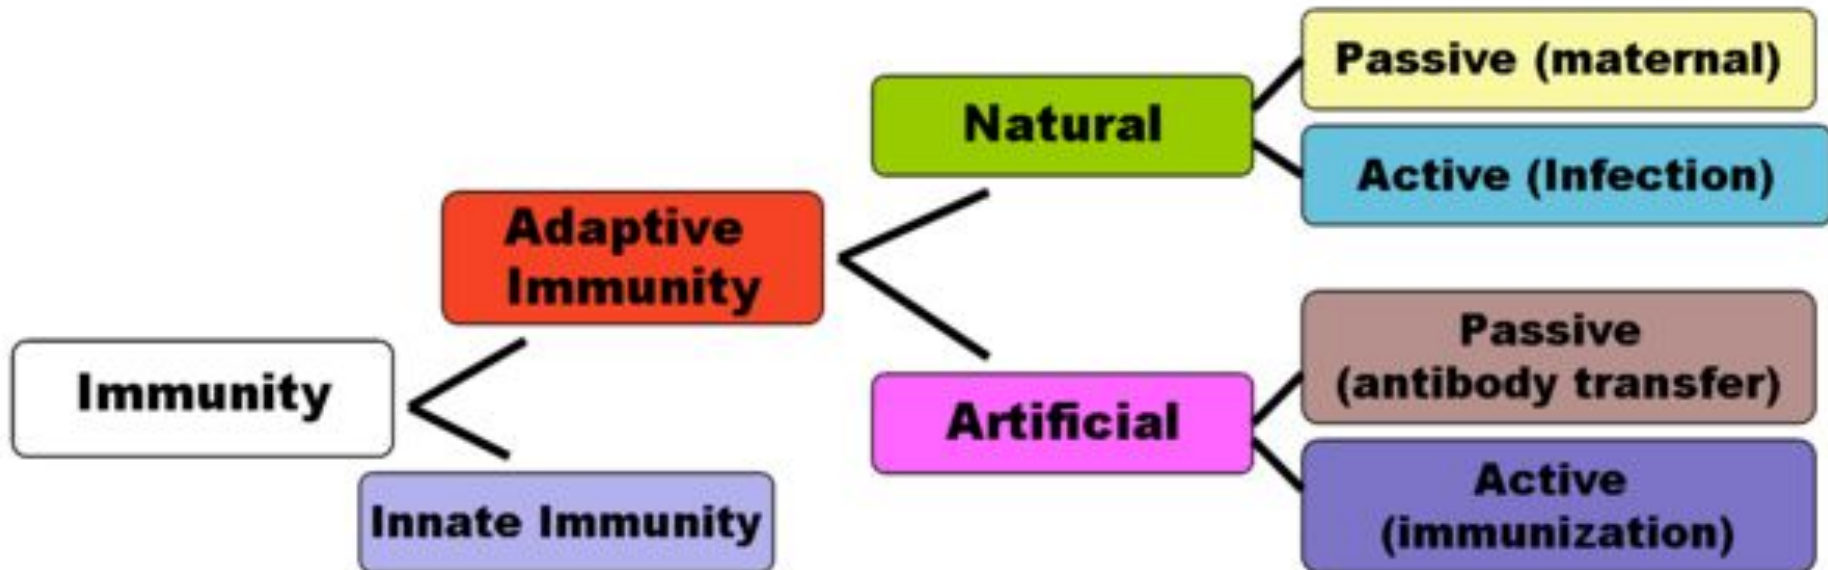 Immunity
Adaptive
Immunity
Innate Immunity
Natural
Artificial
Passive (maternal)
Active (Infection)
Passive
(antibody transfer)
Active
(immunization)